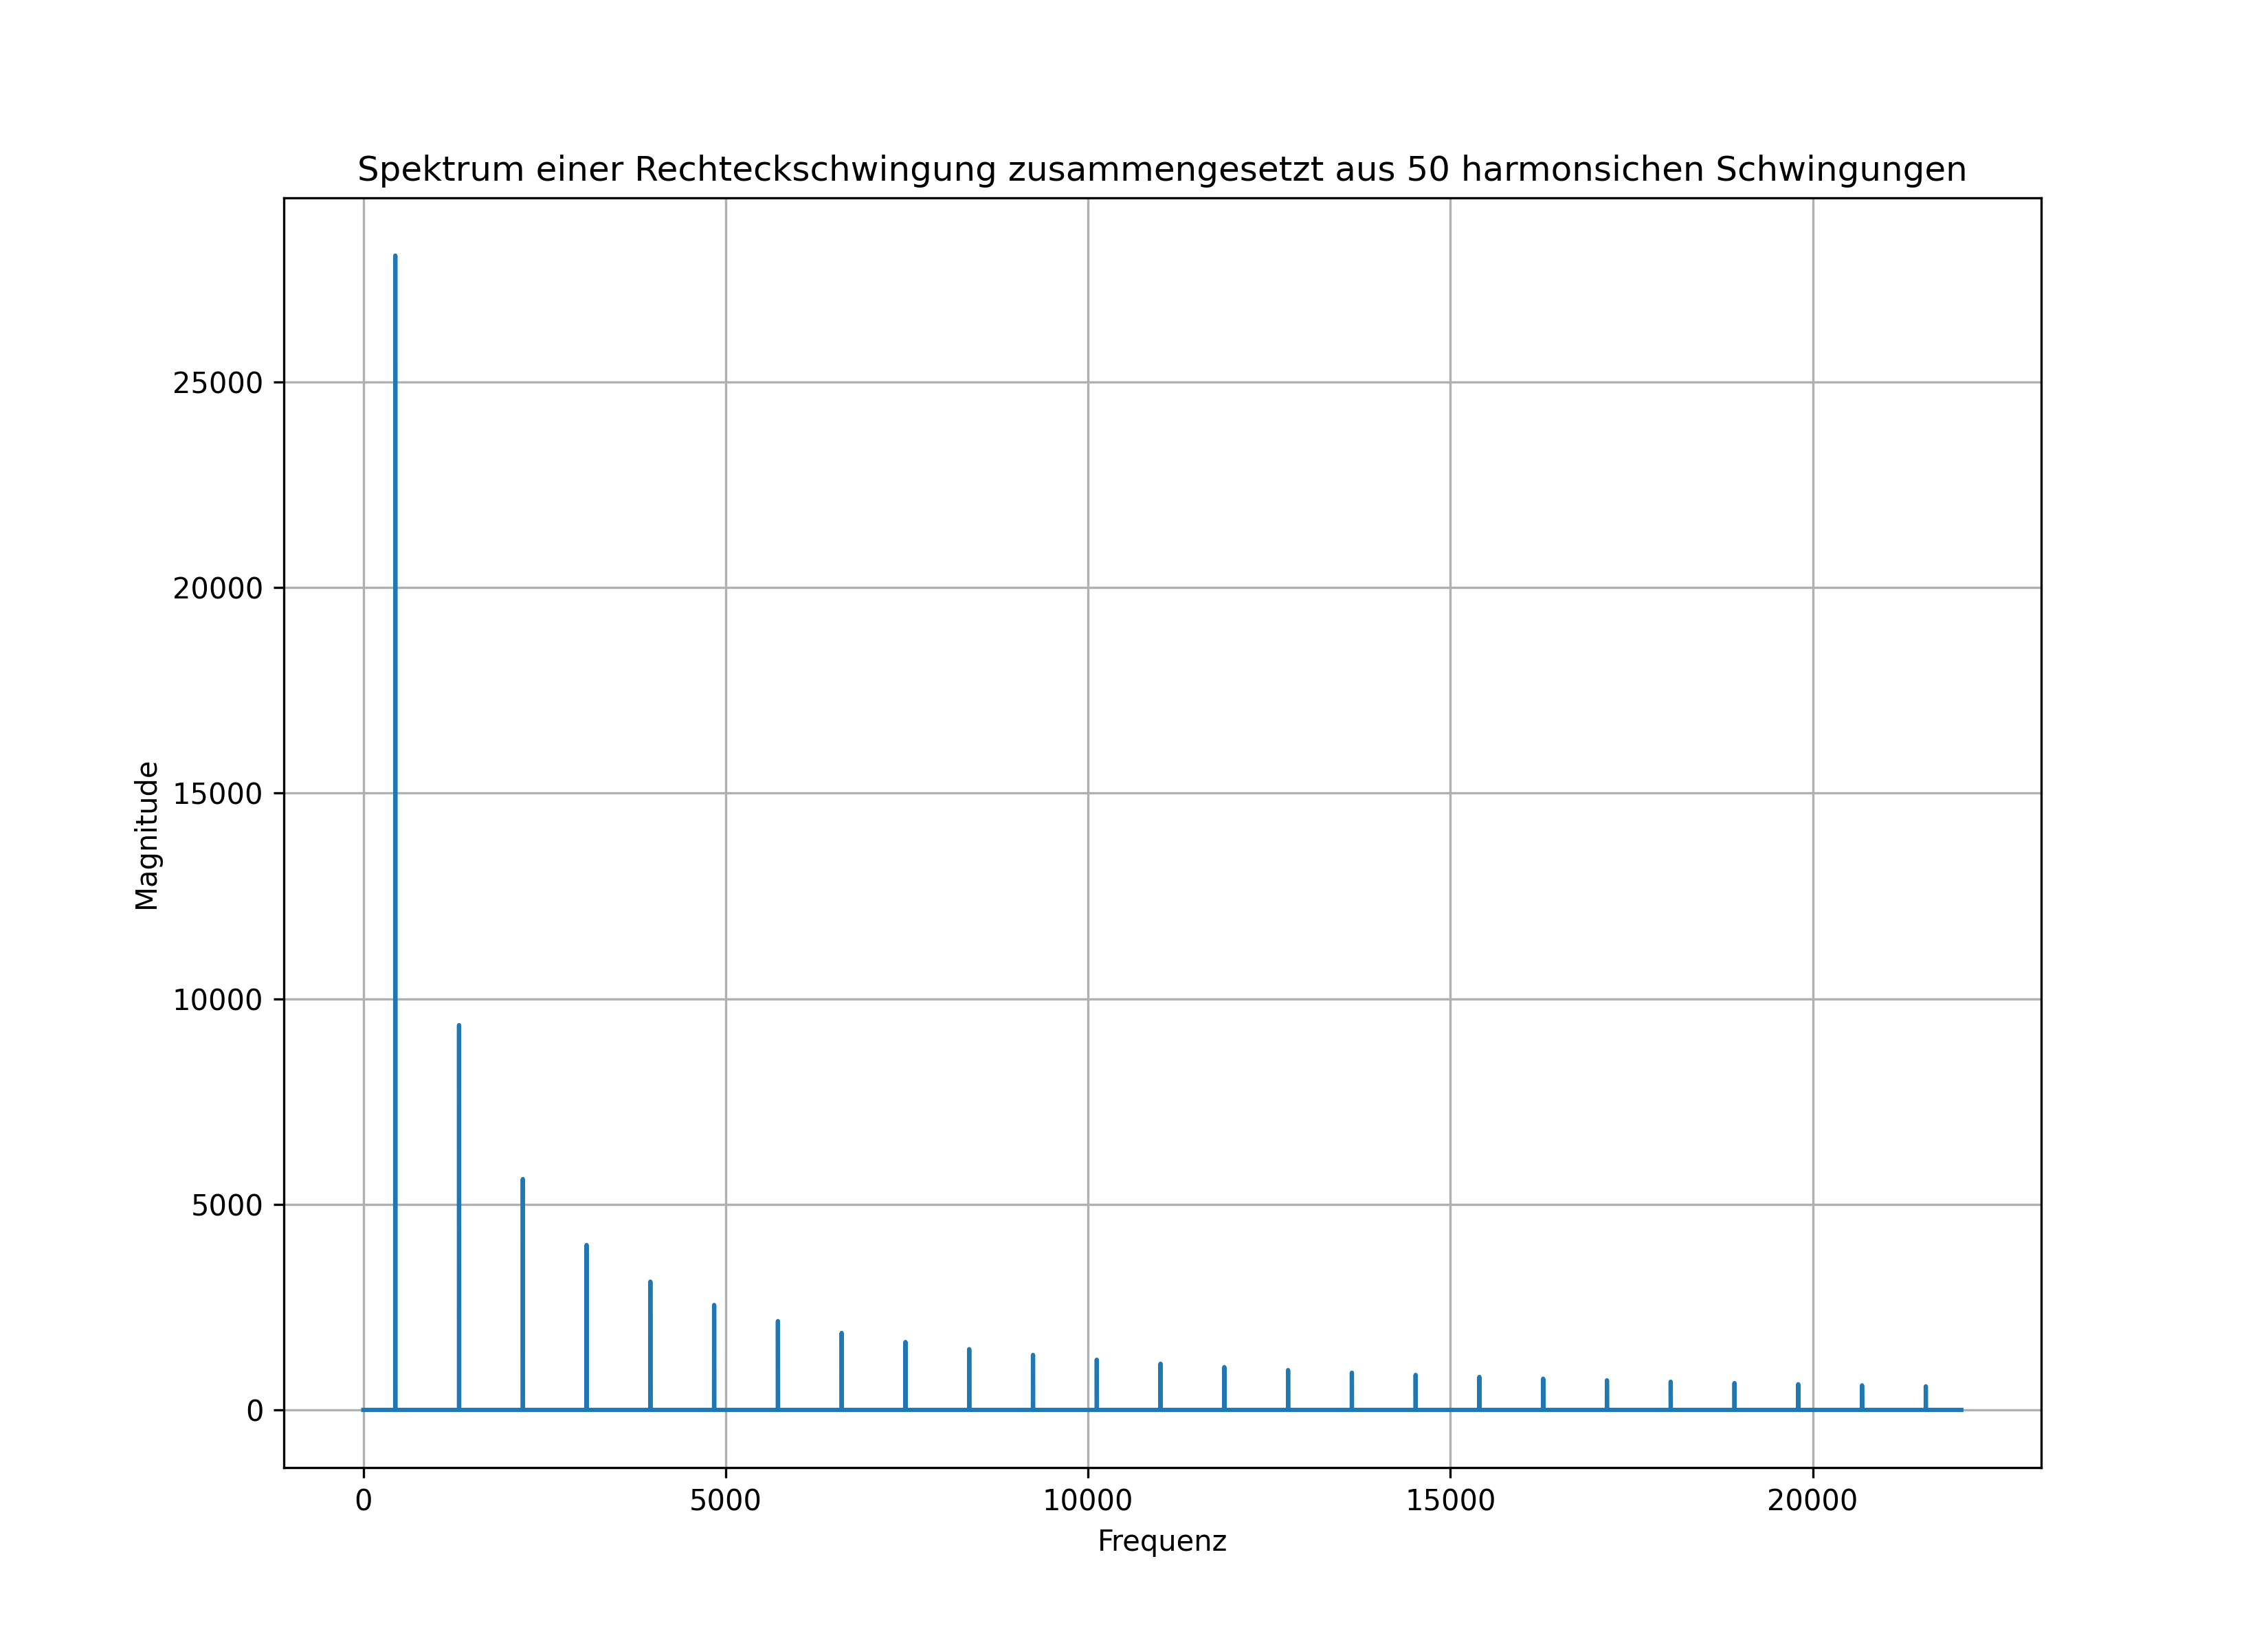 Spektrum einer Rechteckschwingung zusammengesetzt aus 50 harmonsichen Schwingungen
25000
20000
15000
10000
5000
0
Magnitude
0 5000 10000 15000 20000
Frequenz